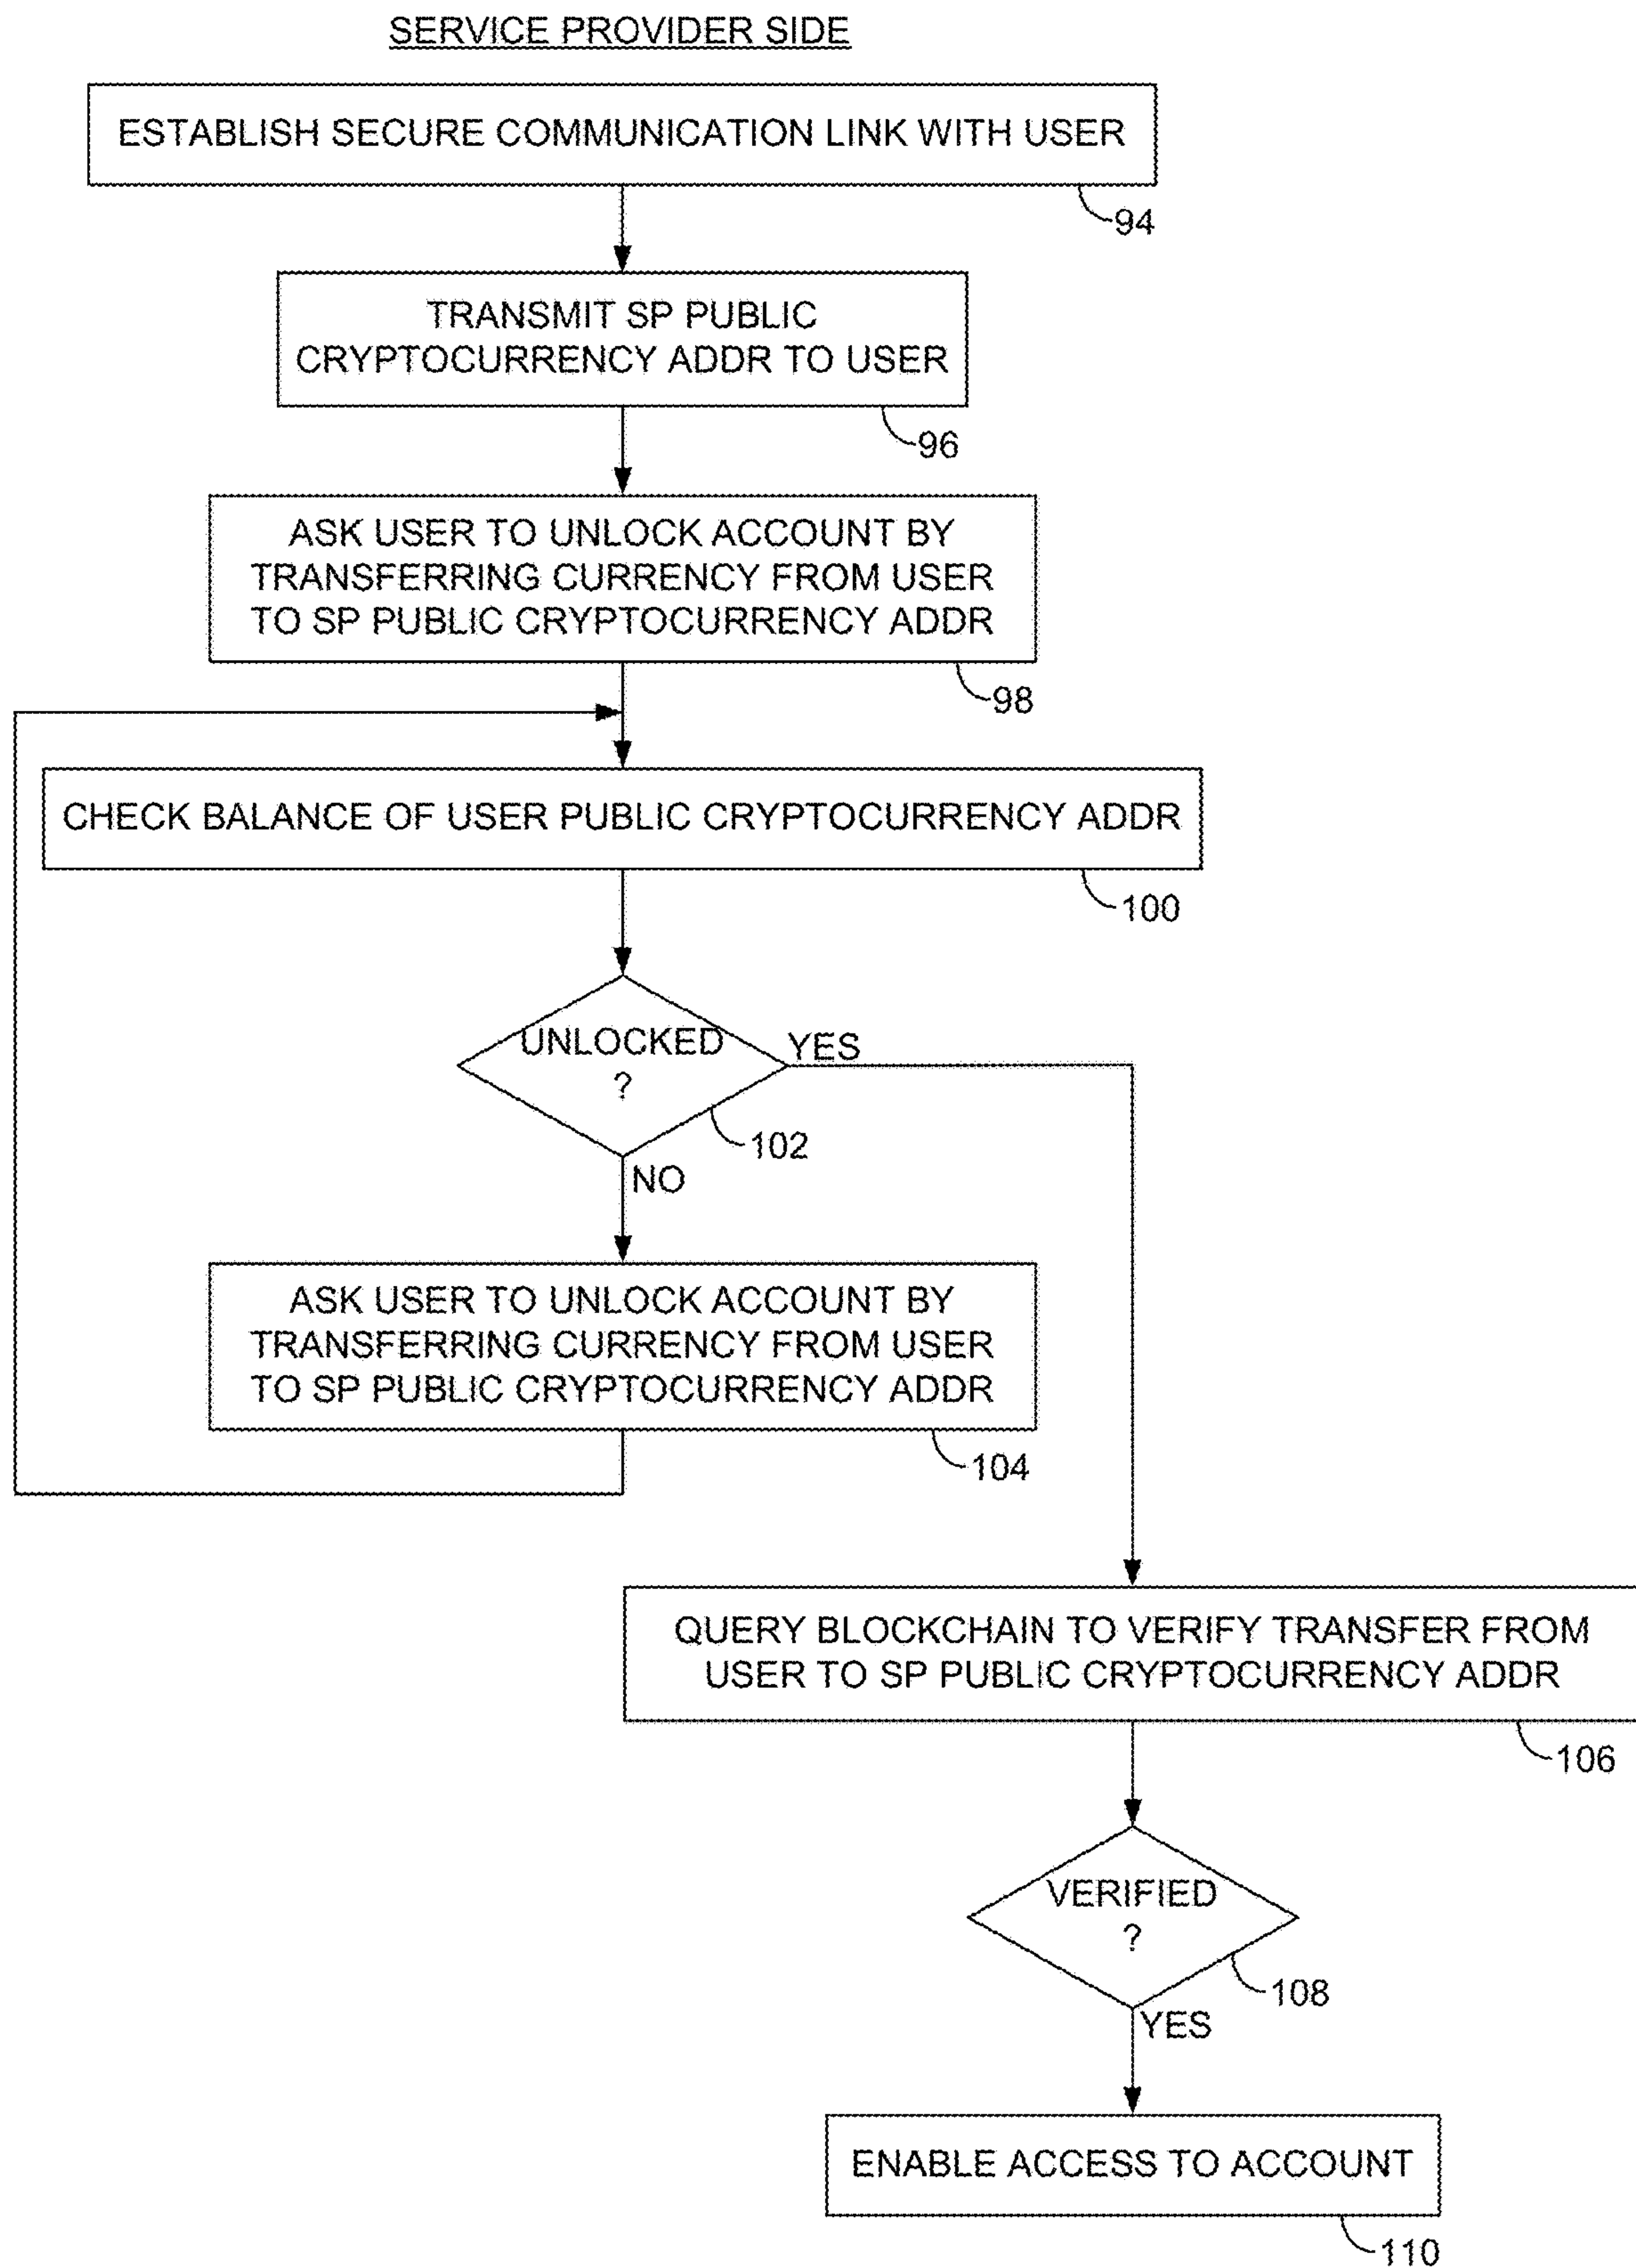 SERVICE PROVIDER SIDE
ESTABLISH SECURE COMMUNICATION LINK WITH USER
94
TRANSMIT SP PUBLIC
CRYPTOCURRENCY ADDR TO USER
96
ASK USER TO UNLOCK ACCOUNT BY
TRANSFERRING CURRENCY FROM USER
TO SP PUBLIC CRYPTOCURRENCY ADDR
98
CHECK BALANCE OF USER PUBLIC CRYPTOCURRENCY ADDR
100
UNLOCKED
?
YES
102
NO
ASK USER TO UNLOCK ACCOUNT BY
TRANSFERRING CURRENCY FROM USER
TO SP PUBLIC CRYPTOCURRENCY ADDR
104
QUERY BLOCKCHAIN TO VERIFY TRANSFER FROM
USER TO SP PUBLIC CRYPTOCURRENCY ADDR
106
VERIFIED
?
108
YES
ENABLE ACCESS TO ACCOUNT
110